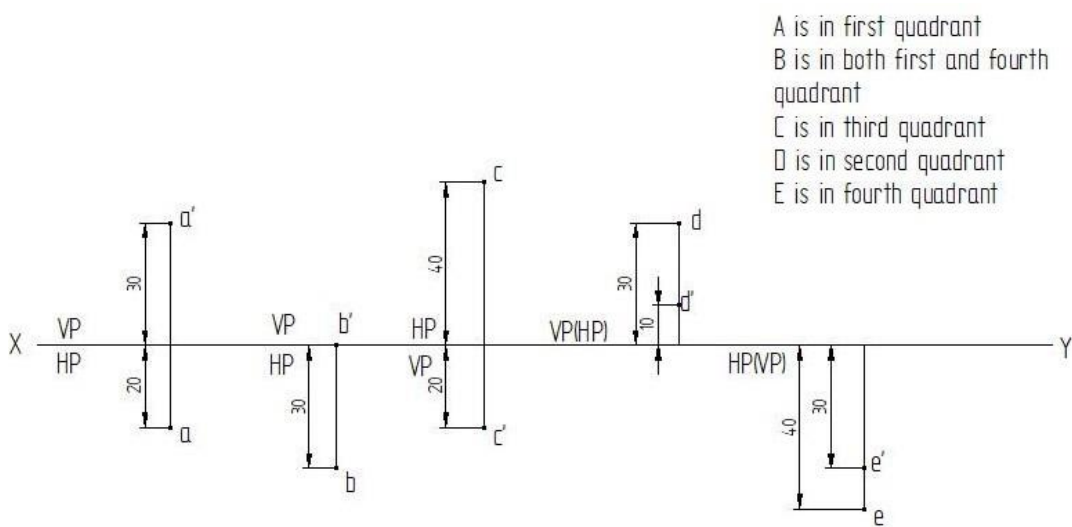 A is in first quadrant
B is in both first and fourth
quadrant
C is in third quadrant
D is in second quadrant
E is in fourth quadrant
c
a'
d
30
40
30
d'
10
X
VP
VP
b'
HP
VP(HP)
Y
HP
HP
VP
HP(VP)
20
30
20
40
30
a
c'
b
e'
e